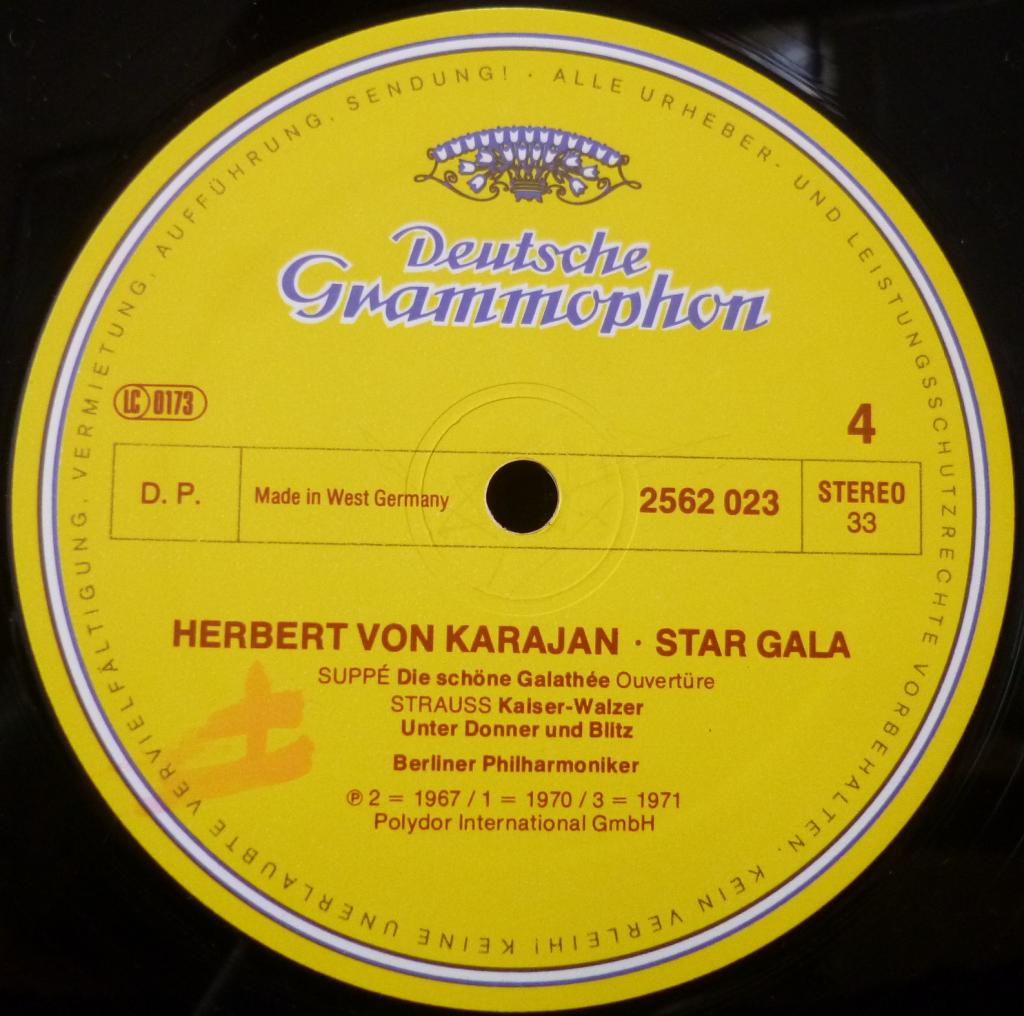 ALLE URHEBER- UND LEISTUNGSSCHUTZRECHTE VORBEHALTEN. KEIN VERLEIH! KEINE UNERLAUBTE VERVIELFÄLTIGUNG, VERMIETUNG, AUFFÜHRUNG, SENDUNG! ·
Deutsche
Grammophon
LC 0173
4
D. P.
Made in West Germany
2562 023
STEREO
33
HERBERT VON KARAJAN · STAR GALA
SUPPÉ Die schöne Galathée Ouvertüre
STRAUSS Kaiser-Walzer
Unter Donner und Blitz
Berliner Philharmoniker
℗ 2 = 1967 / 1 = 1970 / 3 = 1971
Polydor International GmbH